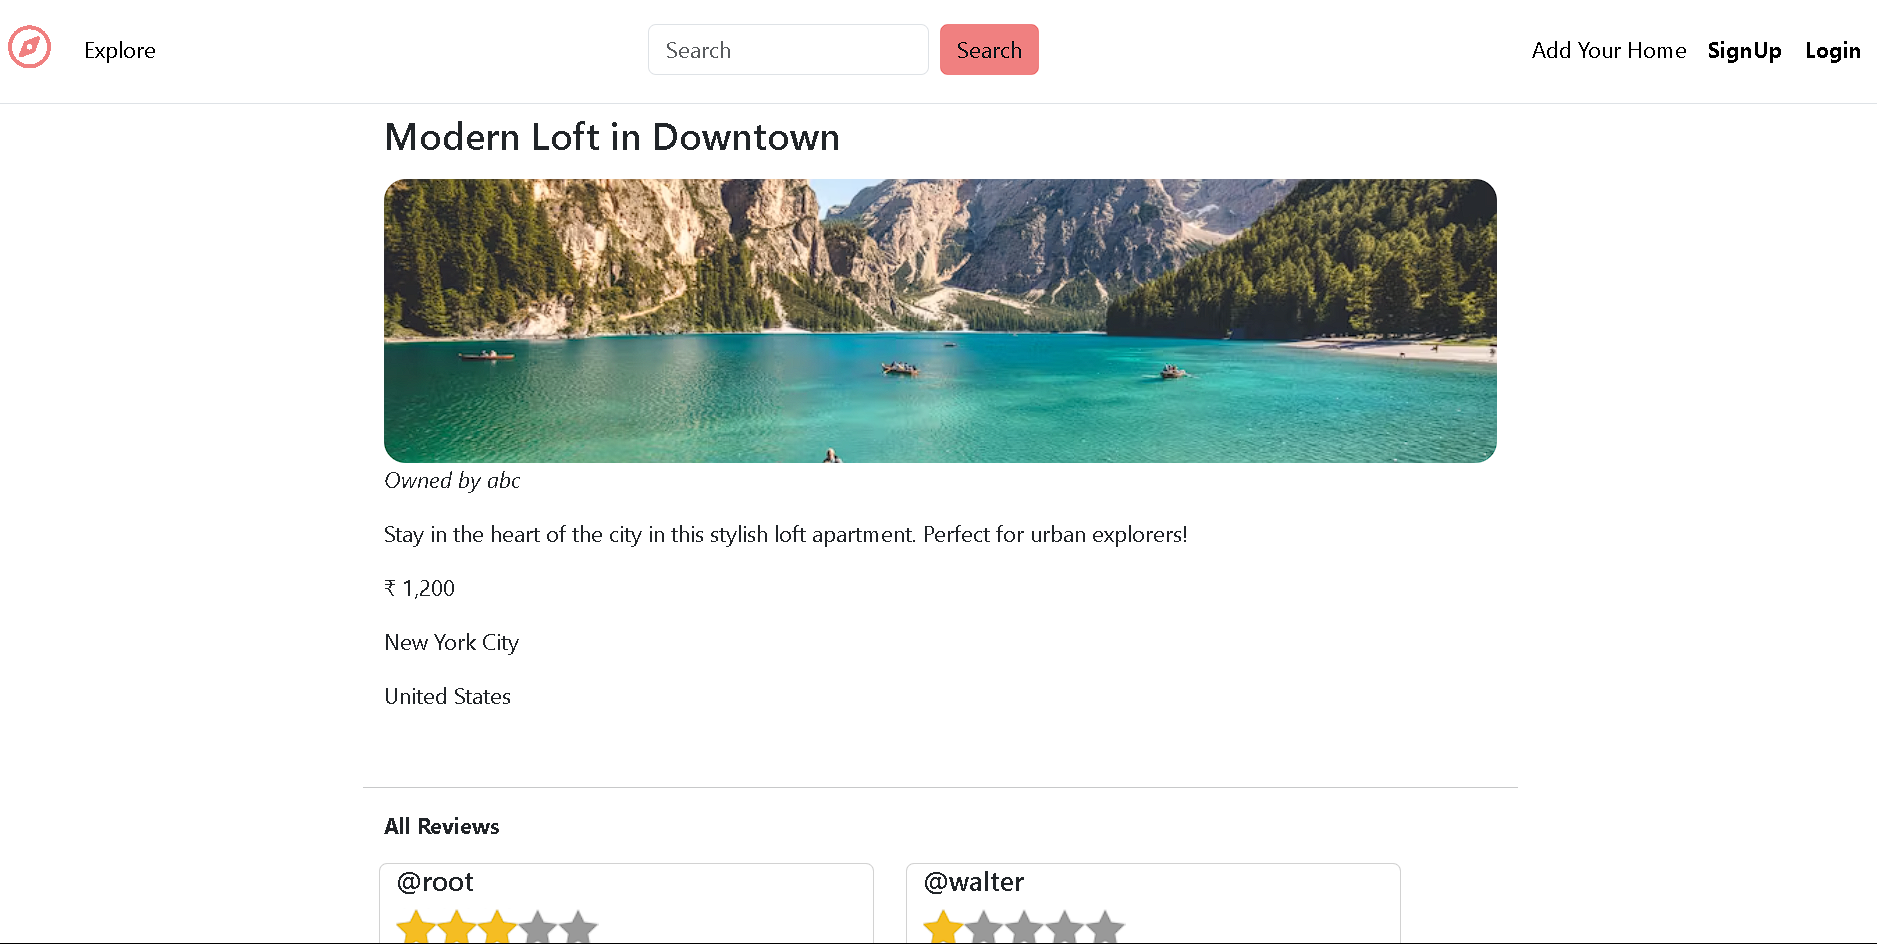 Explore
Search
Search
Add Your Home
SignUp
Login
Modern Loft in Downtown
Owned by abc
Stay in the heart of the city in this stylish loft apartment. Perfect for urban explorers!
₹ 1,200
New York City
United States
All Reviews
@root
@walter